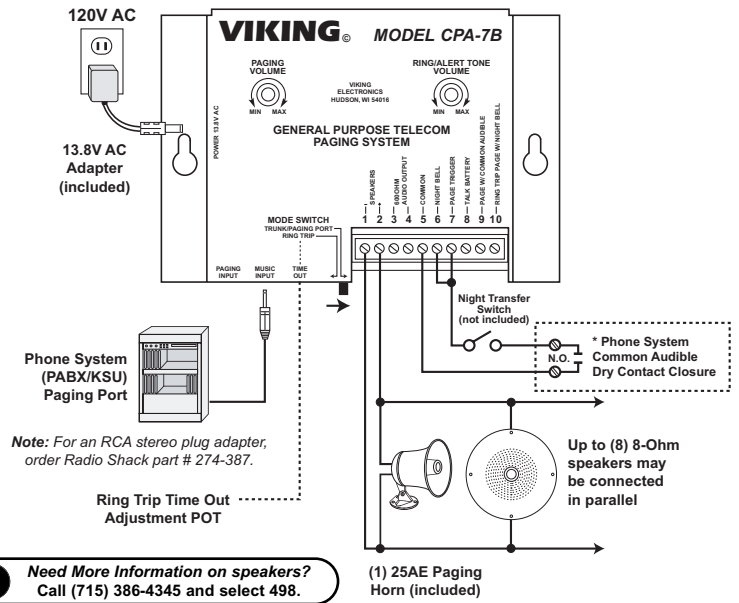 120V AC
VIKING® MODEL CPA-7B
PAGING
VOLUME
MIN MAX
VIKING
ELECTRONICS
HUDSON, WI 54016
RING/ALERT TONE
VOLUME
MIN MAX
POWER 13.8V AC
GENERAL PURPOSE TELECOM
PAGING SYSTEM
13.8V AC
Adapter
(included)
- SPEAKERS +
600OHM
AUDIO OUTPUT
COMMON
NIGHT BELL
PAGE TRIGGER
TALK BATTERY
PAGE W/ COMMON AUDIBLE
RING TRIP PAGE W/ NIGHT BELL
1 2 3 4 5 6 7 8 9 10
MODE SWITCH
TRUNK/PAGING PORT
RING TRIP
PAGING
INPUT
MUSIC
INPUT
TIME
OUT
Night Transfer
Switch
(not included)
N.O.
* Phone System
Common Audible
Dry Contact Closure
Phone System
(PABX/KSU)
Paging Port
Note: For an RCA stereo plug adapter,
order Radio Shack part # 274-387.
Up to (8) 8-Ohm
speakers may
be connected
in parallel
Ring Trip Time Out
Adjustment POT
Need More Information on speakers?
Call (715) 386-4345 and select 498.
(1) 25AE Paging
Horn (included)